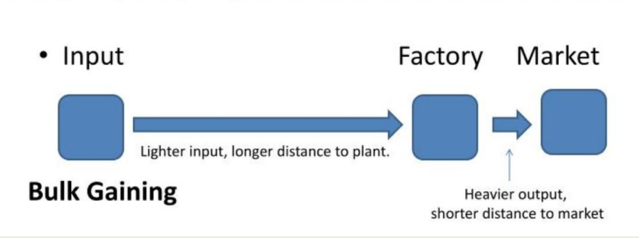 • Input
Factory
Market
Lighter input, longer distance to plant.
Bulk Gaining
Heavier output,
shorter distance to market